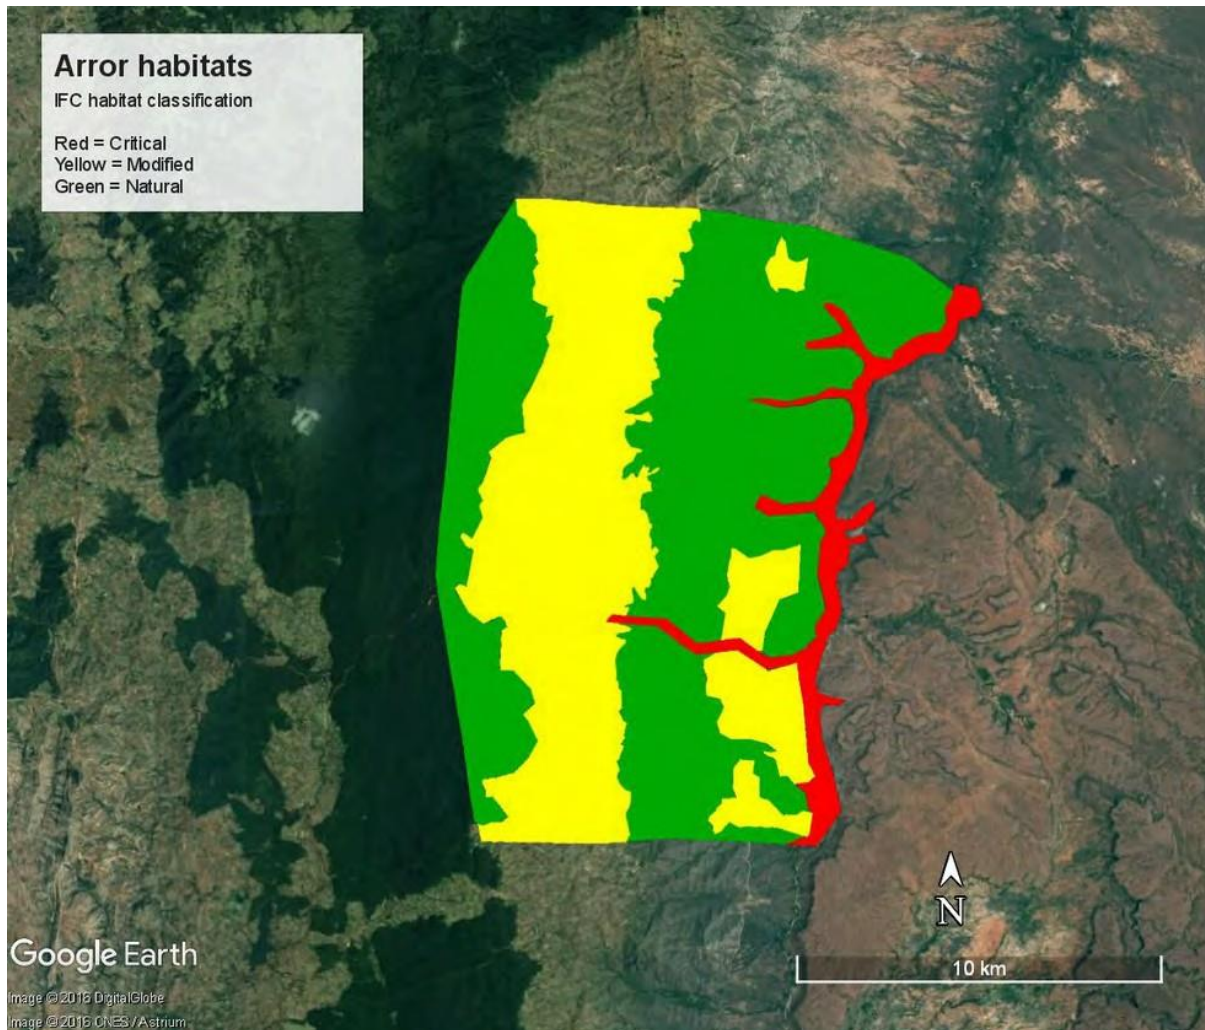 Arror habitats
IFC habitat classification
Red = Critical
Yellow = Modified
Green = Natural
N
10 km
Google Earth
Image © 2016 DigitalGlobe
Image © 2016 CNES / Astrium